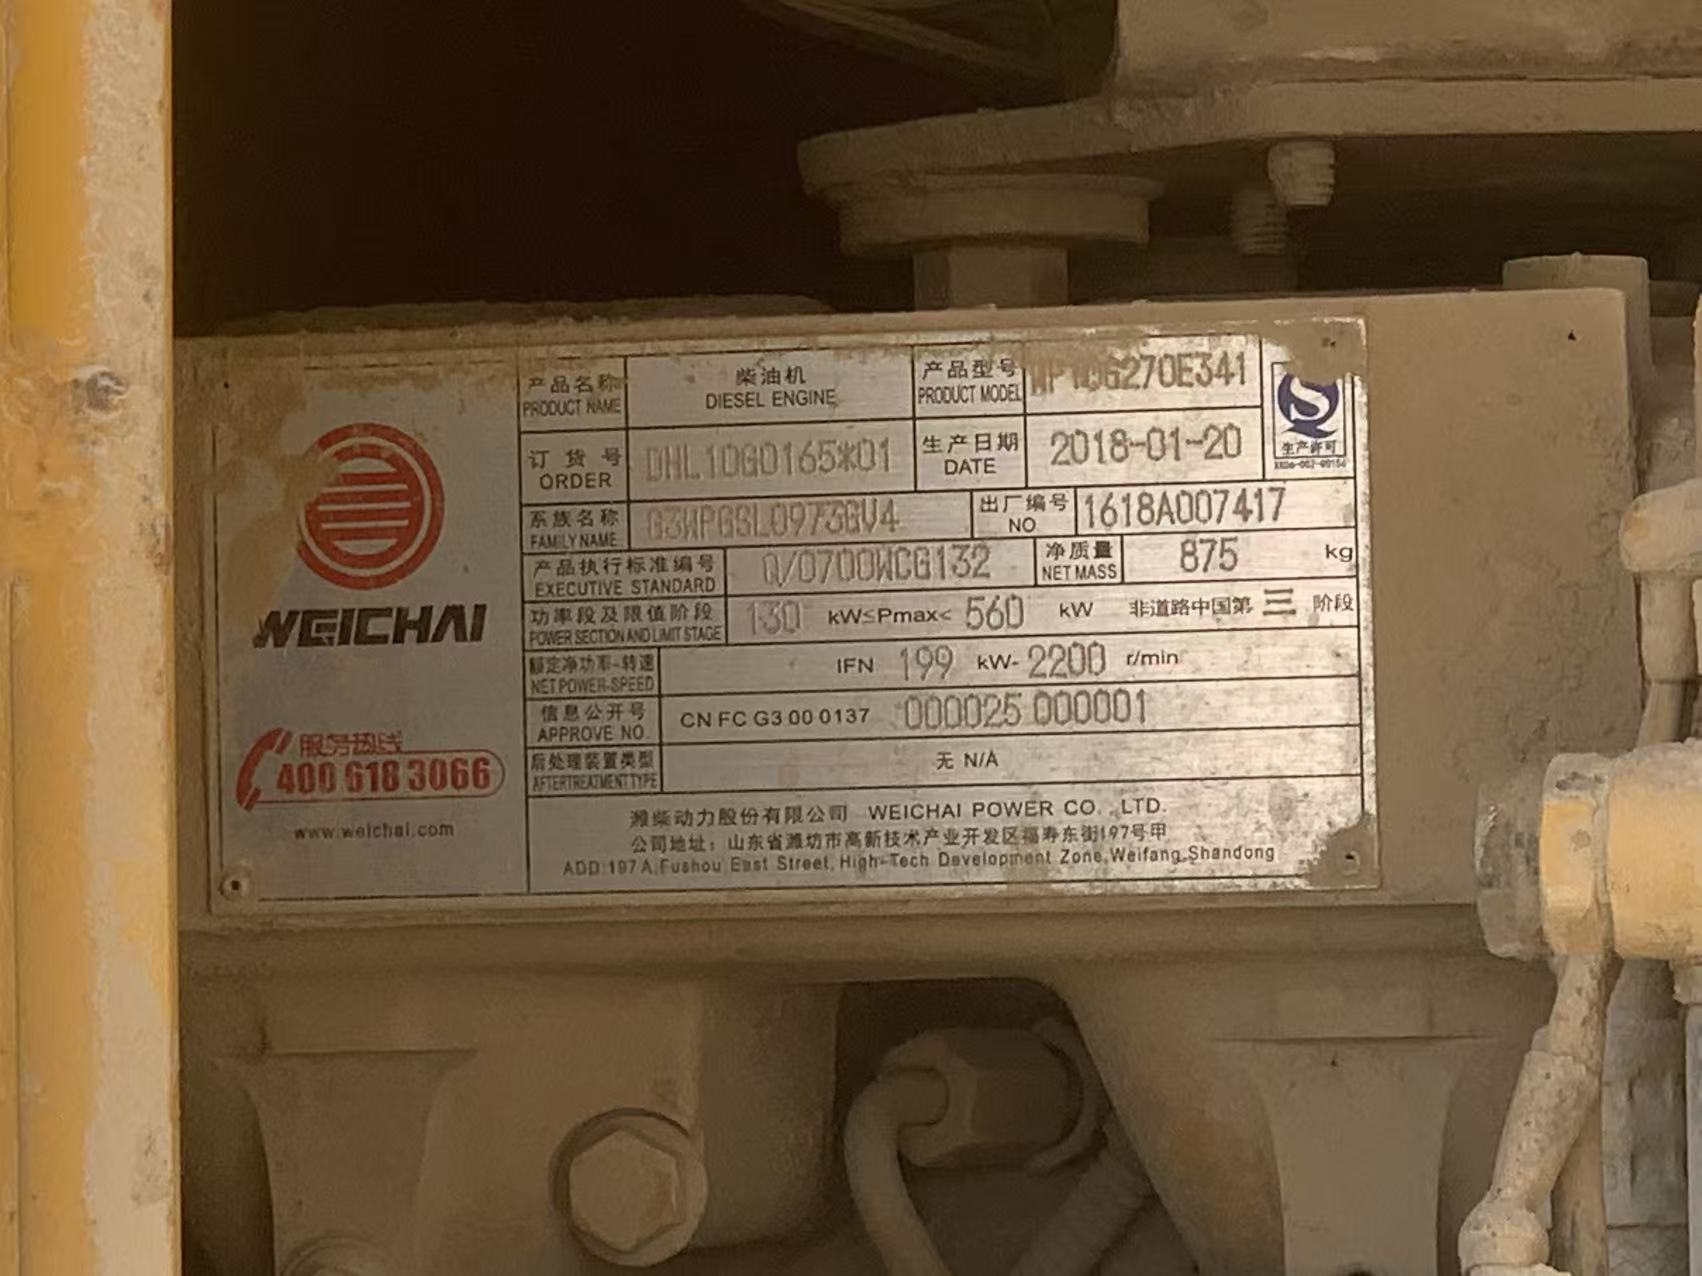 WEICHAI
服务热线
400 618 3066
www.weichai.com
产品名称 柴油机 产品型号 WP10G270E341
PRODUCT NAME DIESEL ENGINE PRODUCT MODEL
订货号 DHL10G0165*01 生产日期 2018-01-20
ORDER DATE
生产许可
XK06-002-00156
系族名称 G3WPGSL0973GV4 出厂编号 1618A007417
FAMILY NAME NO
产品执行标准编号 Q/0700WCG132 净质量 875 kg
EXECUTIVE STANDARD NET MASS
功率段及限值阶段 130 kW≤Pmax< 560 kW 非道路中国第 三 阶段
POWER SECTION AND LIMIT STAGE
额定净功率-转速 IFN 199 kW- 2200 r/min
NET POWER-SPEED
信息公开号 CN FC G3 00 0137 000025 000001
APPROVE NO.
后处理装置类型 无 N/A
AFTERTREATMENT TYPE
潍柴动力股份有限公司 WEICHAI POWER CO.,LTD.
公司地址：山东省潍坊市高新技术产业开发区福寿东街197号甲
ADD:197A,Fushou East Street,High-Tech Development Zone,Weifang,Shandong